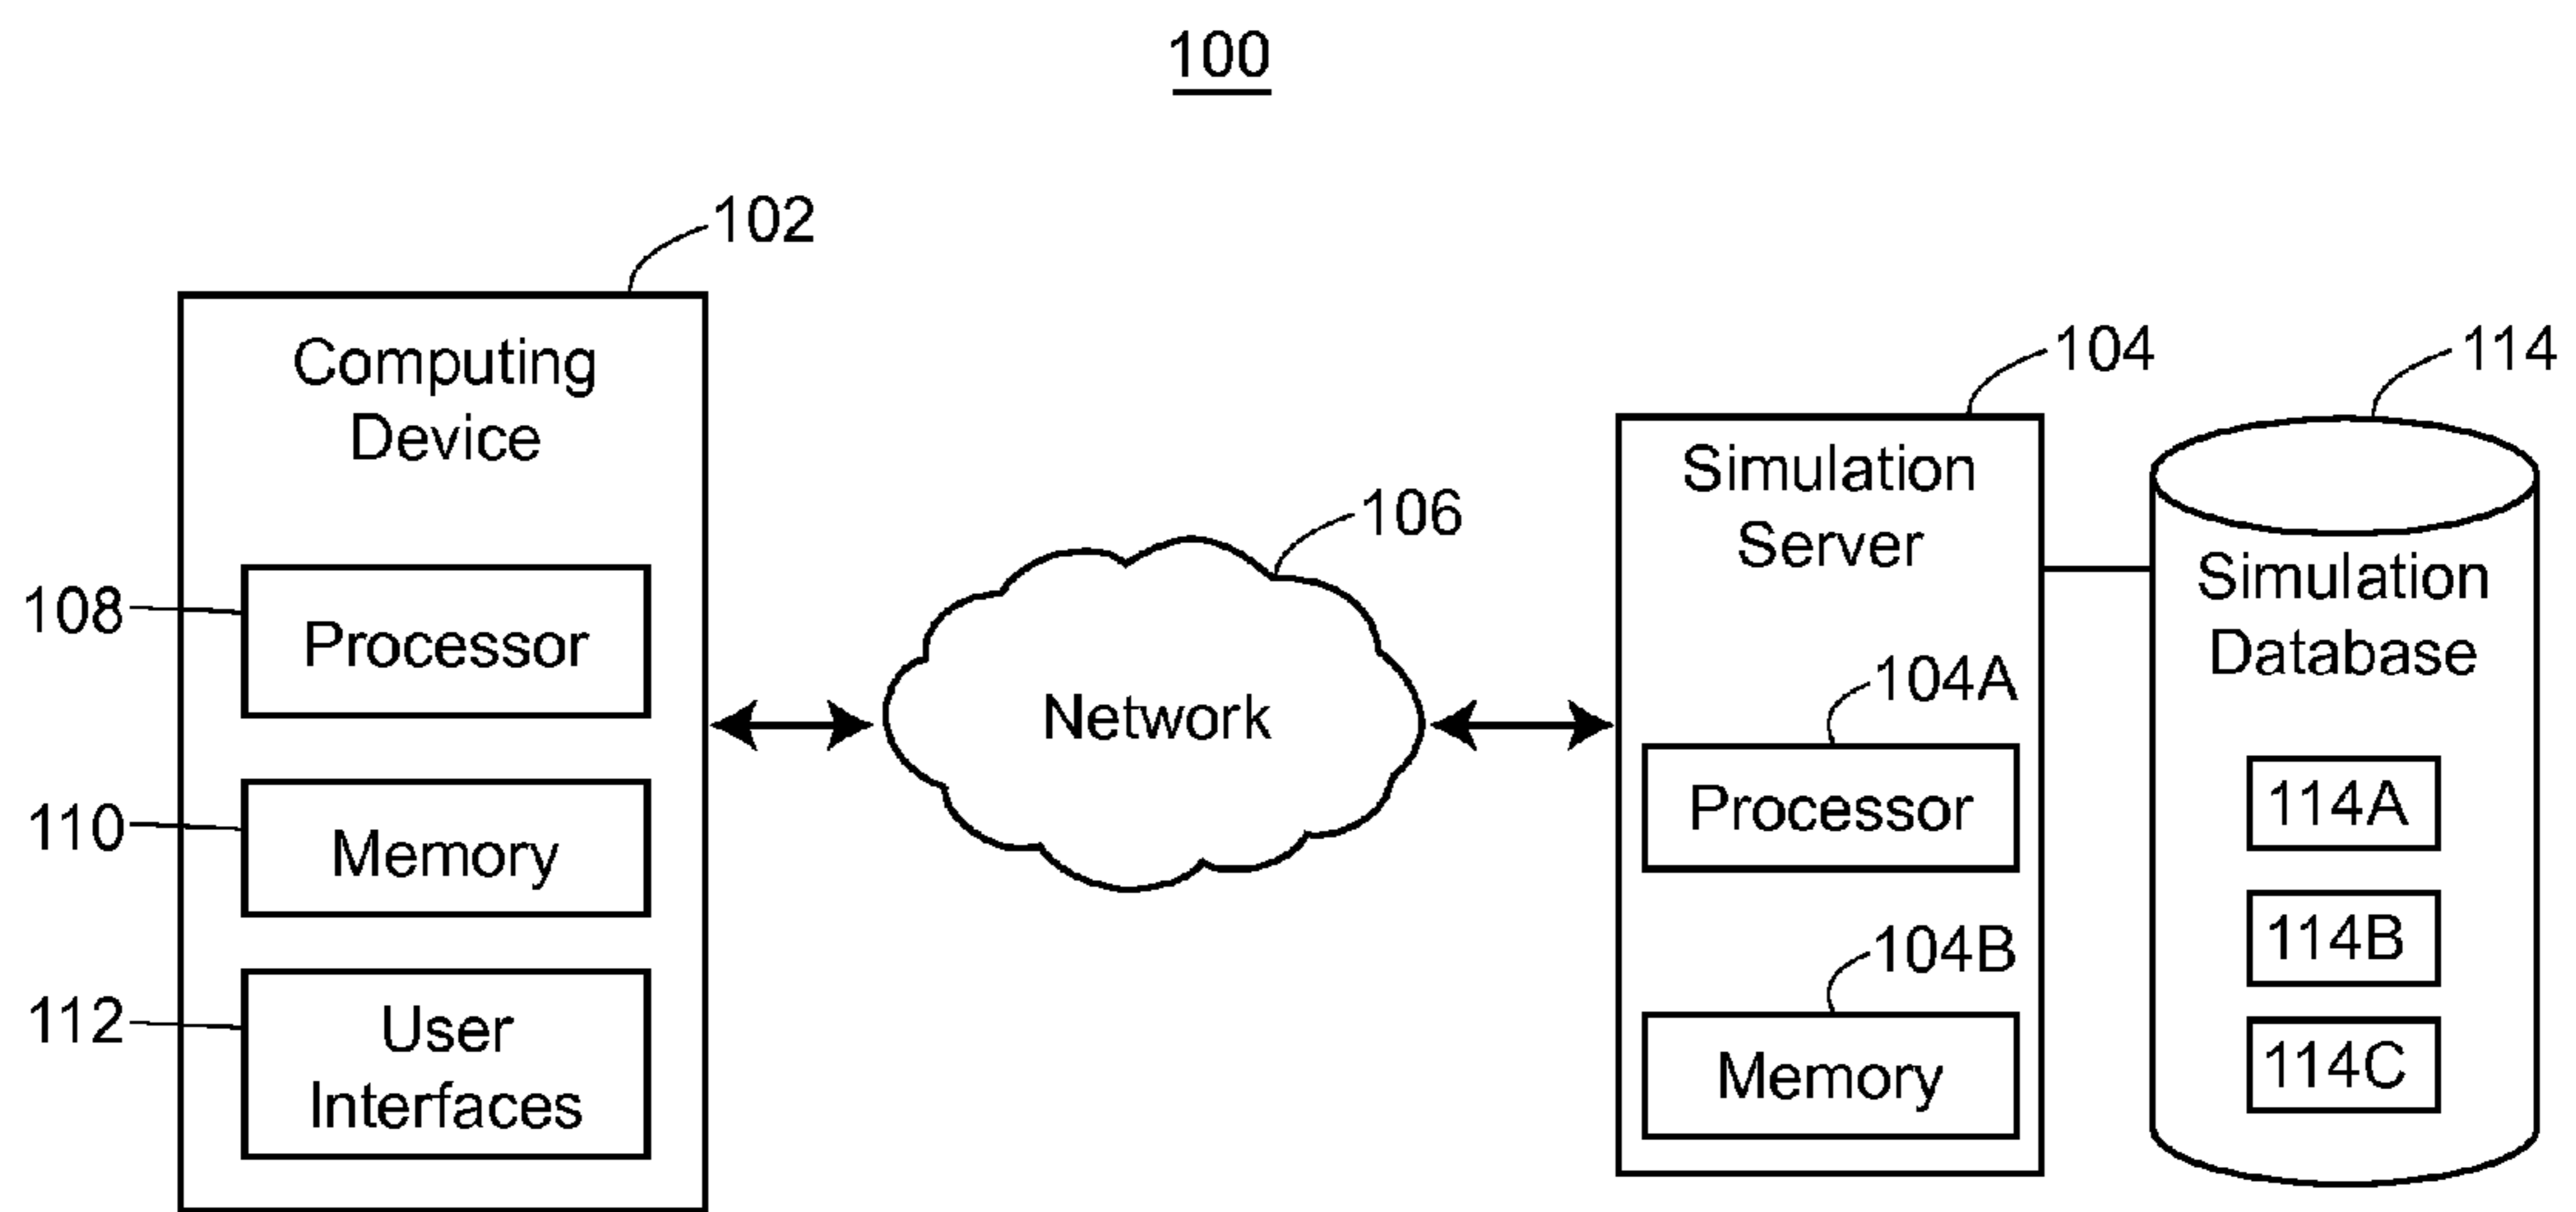 100
102
Computing
Device
108
Processor
110
Memory
112
User
Interfaces
106
Network
104
Simulation
Server
104A
Processor
104B
Memory
114
Simulation
Database
114A
114B
114C